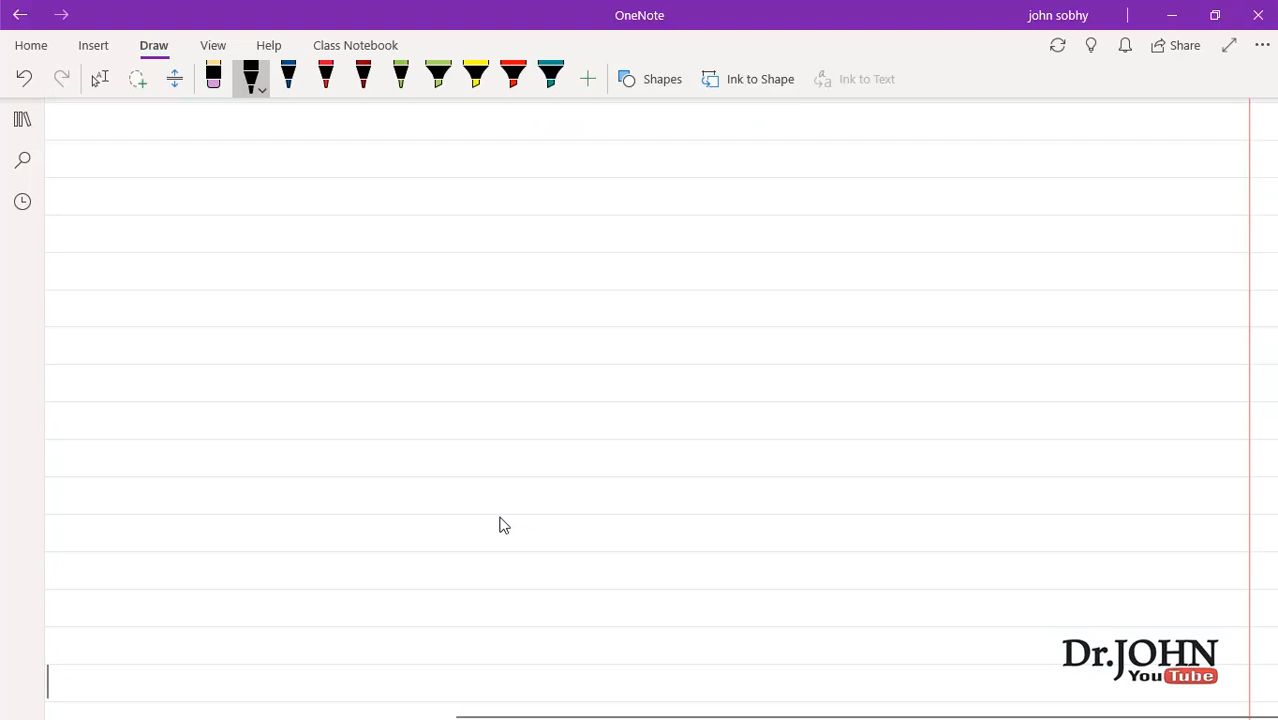 OneNote
john sobhy
Home Insert Draw View Help Class Notebook
Share
Shapes Ink to Shape Ink to Text
Dr.JOHN
YouTube